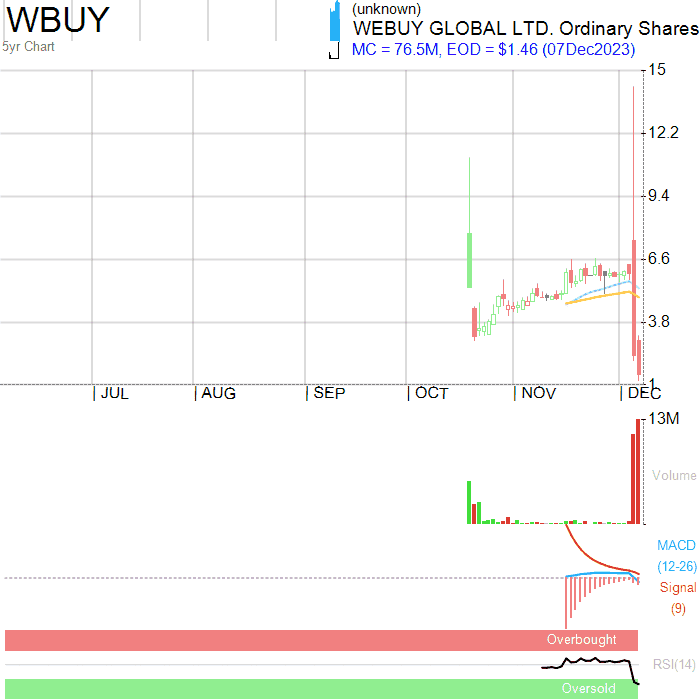 WBUY
(unknown)
WEBUY GLOBAL LTD. Ordinary Shares
5yr Chart
MC = 76.5M, EOD = $1.46 (07Dec2023)
15
12.2
9.4
6.6
3.8
1
JUL AUG SEP OCT NOV DEC
13M
Volume
MACD
(12-26)
Signal
(9)
Overbought
RSI(14)
Oversold